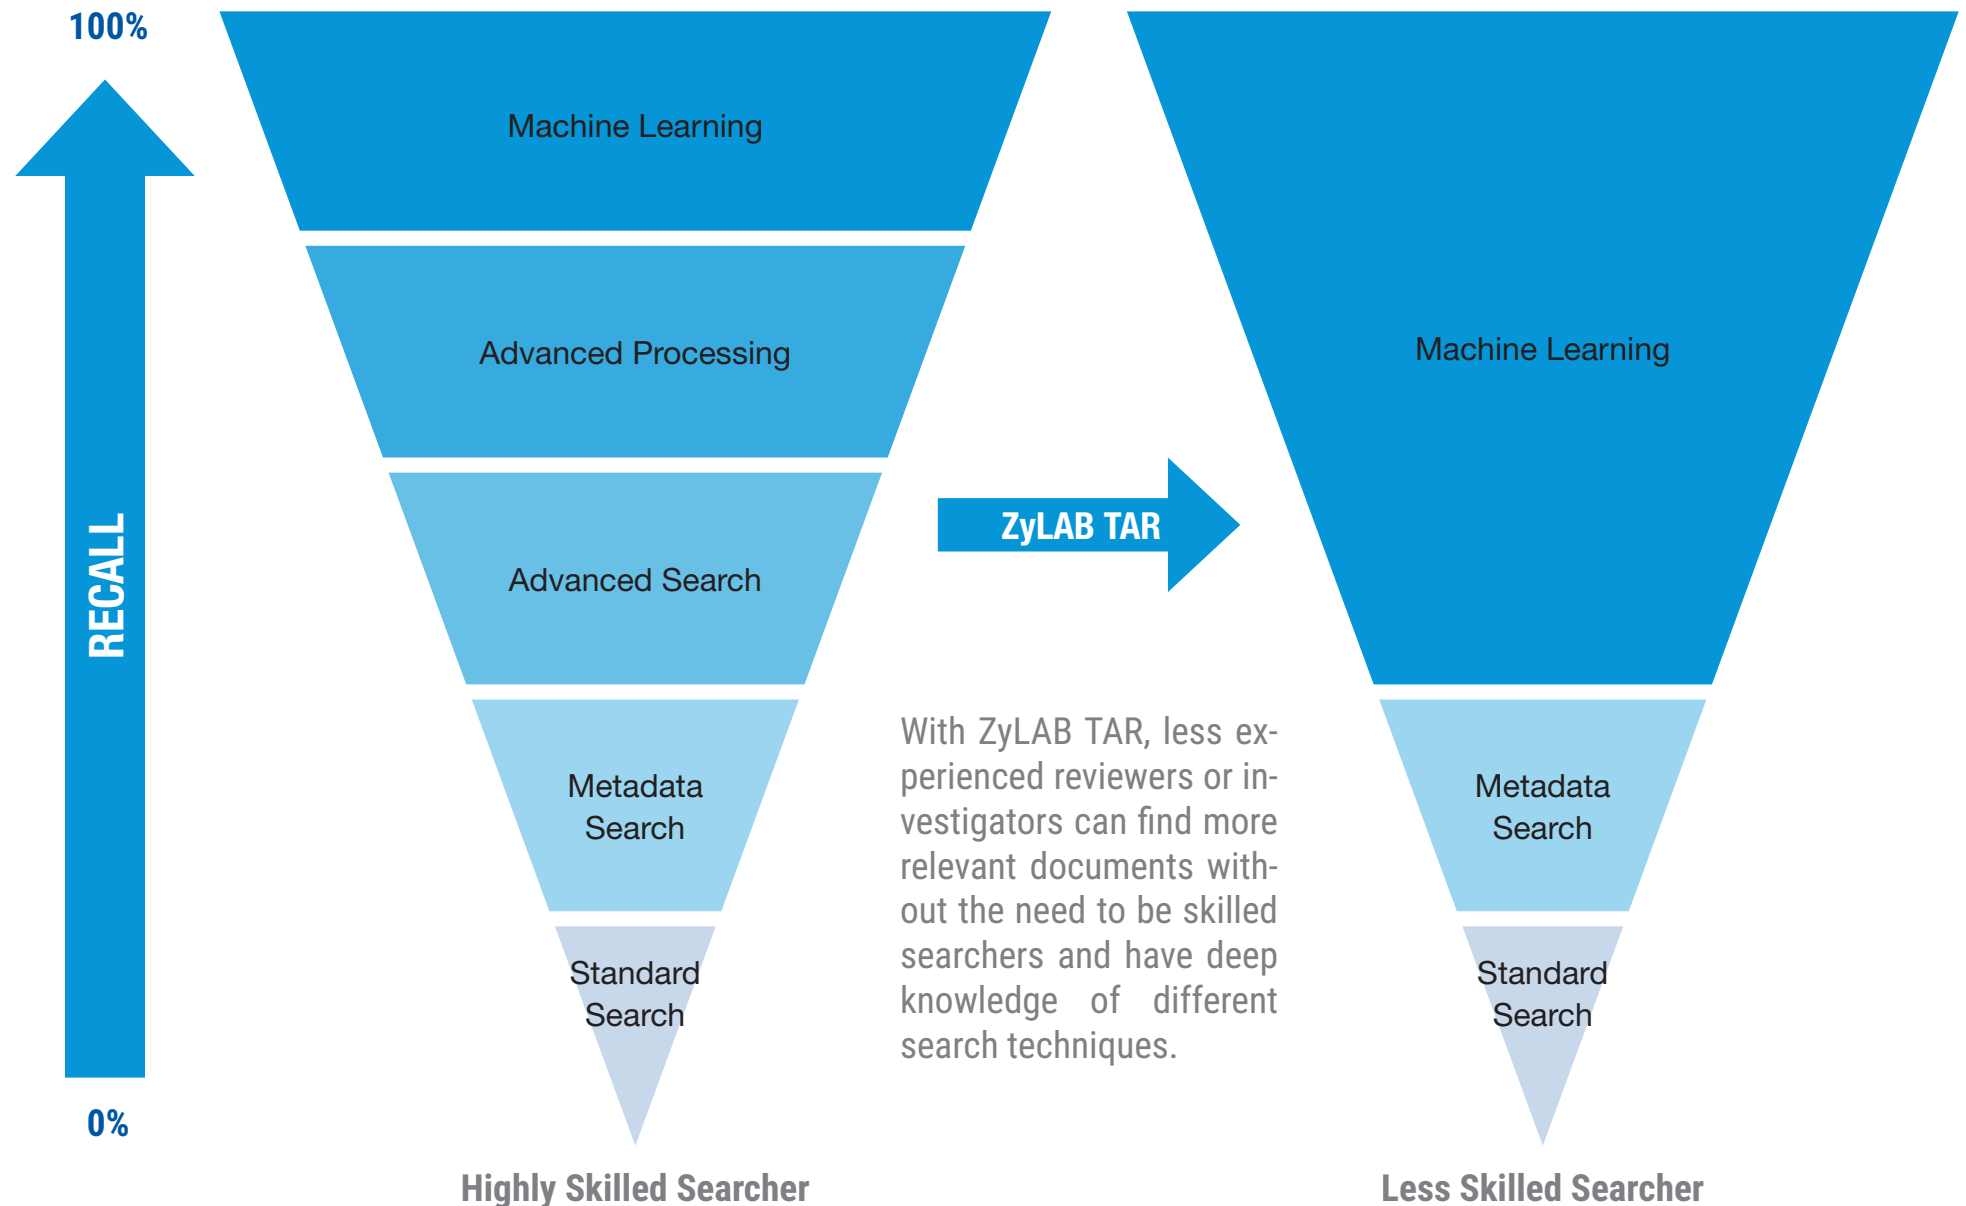 100%
RECALL
0%
Machine Learning
Advanced Processing
Advanced Search
Metadata
Search
Standard
Search
Highly Skilled Searcher
ZyLAB TAR
With ZyLAB TAR, less ex-
perienced reviewers or in-
vestigators can find more
relevant documents with-
out the need to be skilled
searchers and have deep
knowledge of different
search techniques.
Machine Learning
Metadata
Search
Standard
Search
Less Skilled Searcher